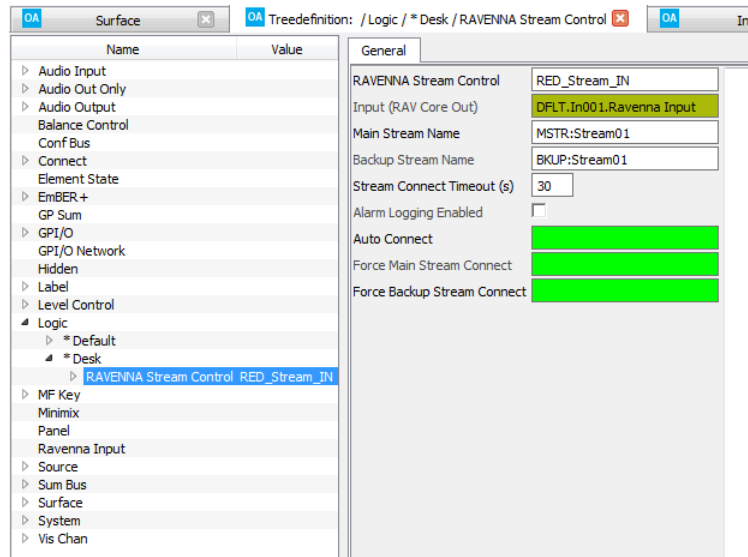 OA Surface
OA Treedefinition: / Logic / * Desk / RAVENNA Stream Control
OA In
Name Value
Audio Input
Audio Out Only
Audio Output
Balance Control
Conf Bus
Connect
Element State
EmBER+
GP Sum
GPI/O
GPI/O Network
Hidden
Label
Level Control
Logic
* Default
* Desk
RAVENNA Stream Control RED_Stream_IN
MF Key
Minimix
Panel
Ravenna Input
Source
Sum Bus
Surface
System
Vis Chan
General
RAVENNA Stream Control RED_Stream_IN
Input (RAV Core Out) DFLT.In001.Ravenna Input
Main Stream Name MSTR:Stream01
Backup Stream Name BKUP:Stream01
Stream Connect Timeout (s) 30
Alarm Logging Enabled
Auto Connect
Force Main Stream Connect
Force Backup Stream Connect